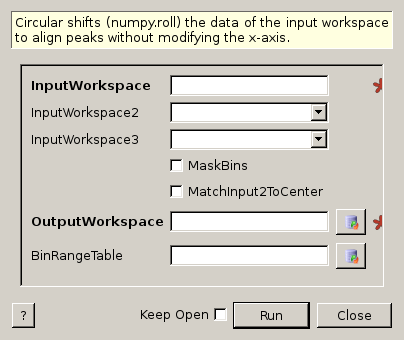 Circular shifts (numpy.roll) the data of the input workspace
to align peaks without modifying the x-axis.
InputWorkspace
InputWorkspace2
InputWorkspace3
MaskBins
MatchInput2ToCenter
OutputWorkspace
BinRangeTable
? Keep Open Run Close